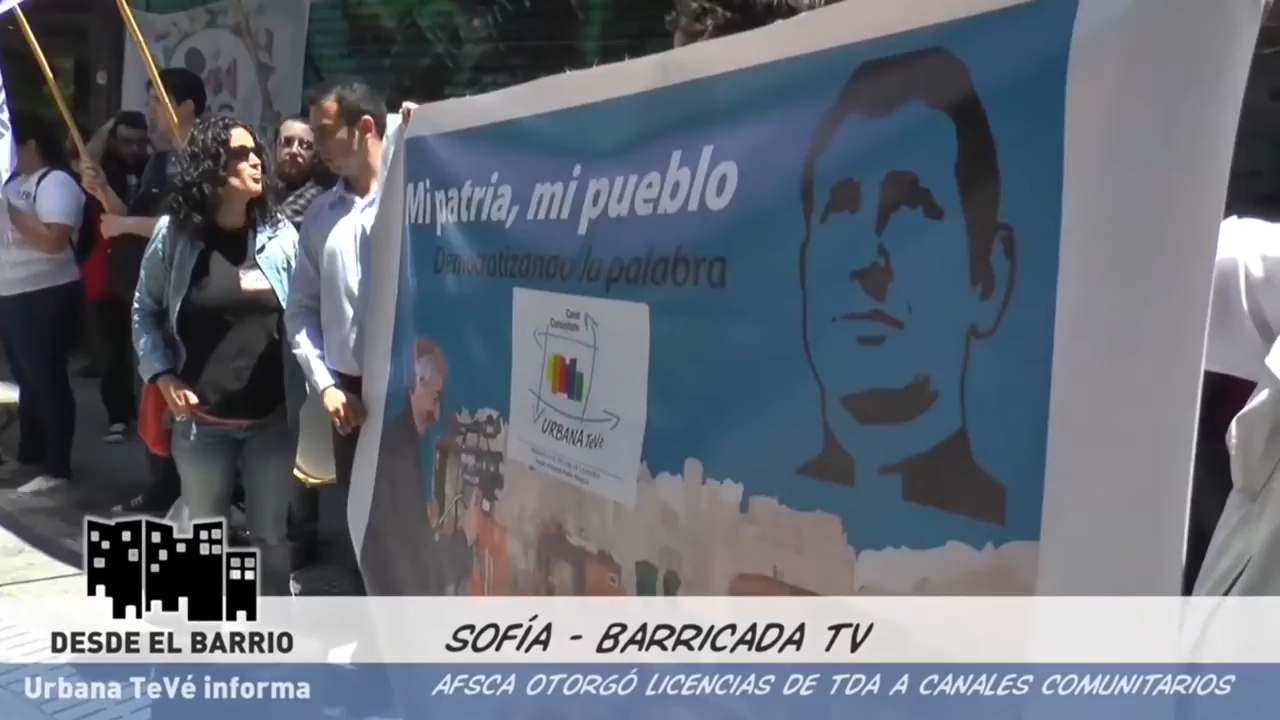 Mi patria, mi pueblo
Democratizando la palabra
Canal
Comunitario
URBANA TeVé
DESDE EL BARRIO
SOFÍA - BARRICADA TV
Urbana TeVé informa
AFSCA OTORGÓ LICENCIAS DE TDA A CANALES COMUNITARIOS